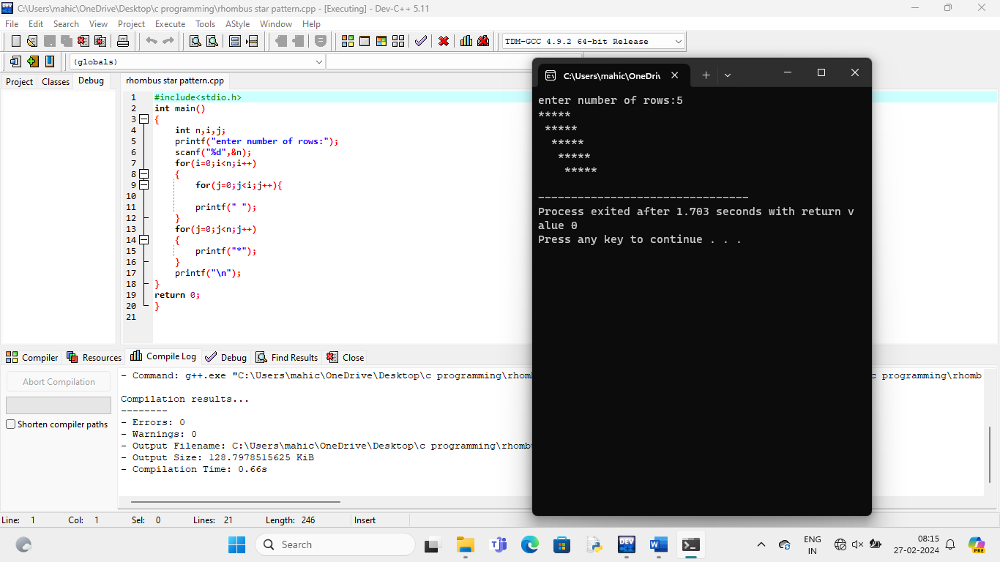 C:\Users\mahic\OneDrive\Desktop\c programming\rhombus star pattern.cpp - [Executing] - Dev-C++ 5.11
File Edit Search View Project Execute Tools AStyle Window Help
TDM-GCC 4.9.2 64-bit Release
(globals)
Project Classes Debug
rhombus star pattern.cpp
1 #include<stdio.h>
2 int main()
3 {
4 int n,i,j;
5 printf("enter number of rows:");
6 scanf("%d",&n);
7 for(i=0;i<n;i++)
8 {
9 for(j=0;j<i;j++){
10
11 printf(" ");
12 }
13 for(j=0;j<n;j++)
14 {
15 printf("*");
16 }
17 printf("\n");
18 }
19 return 0;
20 }
21
C:\Users\mahic\OneDri
enter number of rows:5
*****
 *****
  *****
   *****
    *****
--------------------------------
Process exited after 1.703 seconds with return v
alue 0
Press any key to continue . . .
Compiler Resources Compile Log Debug Find Results Close
Abort Compilation
Shorten compiler paths
- Command: g++.exe "C:\Users\mahic\OneDrive\Desktop\c programming\rhom
c programming\rhomb
Compilation results...
--------
- Errors: 0
- Warnings: 0
- Output Filename: C:\Users\mahic\OneDrive\Desktop\c programming\rhomb
- Output Size: 128.7978515625 KiB
- Compilation Time: 0.66s
Line: 1 Col: 1 Sel: 0 Lines: 21 Length: 246 Insert
Search
DEV
W
PRE
ENG
IN
08:15
27-02-2024